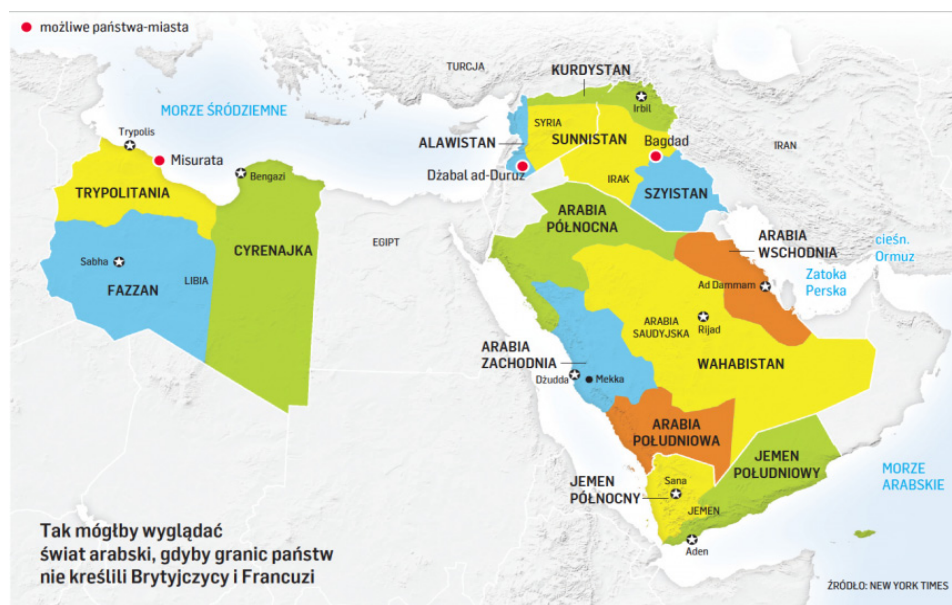 możliwe państwa-miasta
TURCJA
KURDYSTAN
Irbil
MORZE ŚRÓDZIEMNE
SYRIA
Trypolis
ALAWISTAN
SUNNISTAN
Bagdad
IRAN
Misurata
Dżabal ad-Duruz
Bengazi
IRAK
TRYPOLITANIA
SZYISTAN
ARABIA
PÓŁNOCNA
ARABIA
WSCHODNIA
cieśn.
Ormuz
CYRENAJKA
EGIPT
Sabha
LIBIA
FAZZAN
Zatoka
Perska
Ad Dammam
ARABIA
SAUDYJSKA
Rijad
ARABIA
ZACHODNIA
WAHABISTAN
Dżudda
Mekka
ARABIA
POŁUDNIOWA
JEMEN
POŁUDNIOWY
MORZE
ARABSKIE
JEMEN
PÓŁNOCNY
Sana
JEMEN
Aden
Tak mógłby wyglądać
świat arabski, gdyby granic państw
nie kreślili Brytyjczycy i Francuzi
ŹRÓDŁO: NEW YORK TIMES